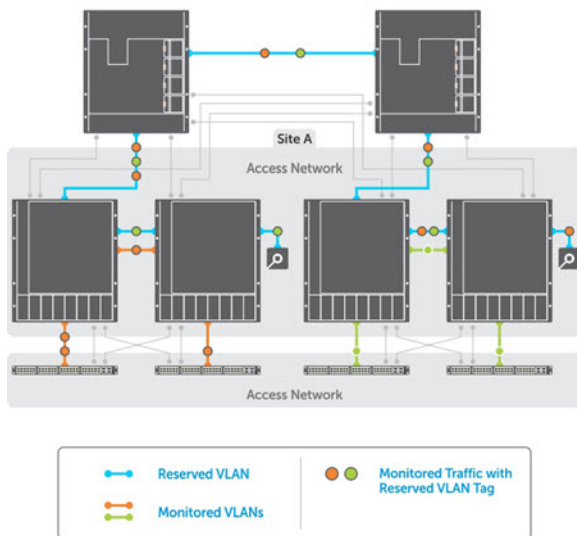 Site A
Access Network
Access Network
Reserved VLAN
Monitored VLANs
Monitored Traffic with
Reserved VLAN Tag